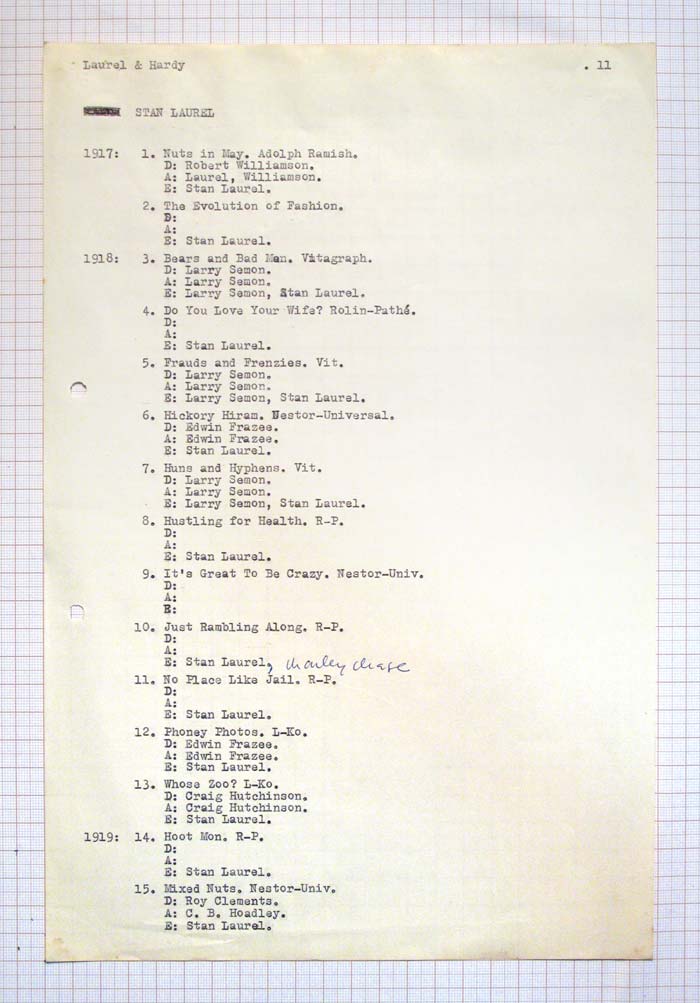 Laurel & Hardy . 11
STAN LAUREL
1917: 1. Nuts in May. Adolph Ramish.
D: Robert Williamson.
A: Laurel, Williamson.
E: Stan Laurel.
2. The Evolution of Fashion.
D:
A:
E: Stan Laurel.
1918: 3. Bears and Bad Men. Vitagraph.
D: Larry Semon.
A: Larry Semon.
E: Larry Semon, Stan Laurel.
4. Do You Love Your Wife? Rolin-Pathé.
D:
A:
E: Stan Laurel.
5. Frauds and Frenzies. Vit.
D: Larry Semon.
A: Larry Semon.
E: Larry Semon, Stan Laurel.
6. Hickory Hiram. Nestor-Universal.
D: Edwin Frazee.
A: Edwin Frazee.
E: Stan Laurel.
7. Huns and Hyphens. Vit.
D: Larry Semon.
A: Larry Semon.
E: Larry Semon, Stan Laurel.
8. Hustling for Health. R-P.
D:
A:
E: Stan Laurel.
9. It's Great To Be Crazy. Nestor-Univ.
D:
A:
E:
10. Just Rambling Along. R-P.
D:
A:
E: Stan Laurel, Charley Chase
11. No Place Like Jail. R-P.
D:
A:
E: Stan Laurel.
12. Phoney Photos. L-Ko.
D: Edwin Frazee.
A: Edwin Frazee.
E: Stan Laurel.
13. Whose Zoo? L-Ko.
D: Craig Hutchinson.
A: Craig Hutchinson.
E: Stan Laurel.
1919: 14. Hoot Mon. R-P.
D:
A:
E: Stan Laurel.
15. Mixed Nuts. Nestor-Univ.
D: Roy Clements.
A: C. B. Hoadley.
E: Stan Laurel.